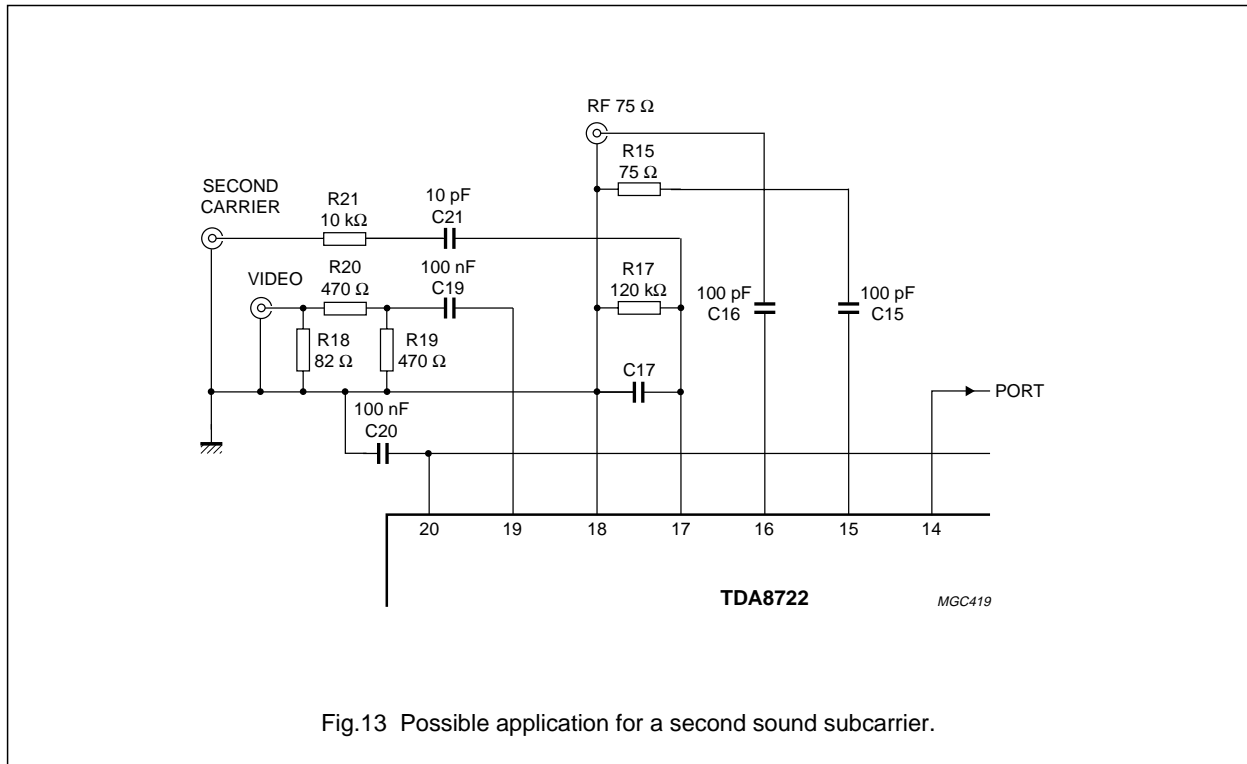 RF 75 Ω
R15
75 Ω
SECOND
CARRIER
R21
10 kΩ
10 pF
C21
VIDEO
R20
470 Ω
100 nF
C19
R17
120 kΩ
100 pF
C16
100 pF
C15
R18
82 Ω
R19
470 Ω
C17
PORT
100 nF
C20
20
19
18
17
16
15
14
TDA8722
MGC419
Fig.13 Possible application for a second sound subcarrier.